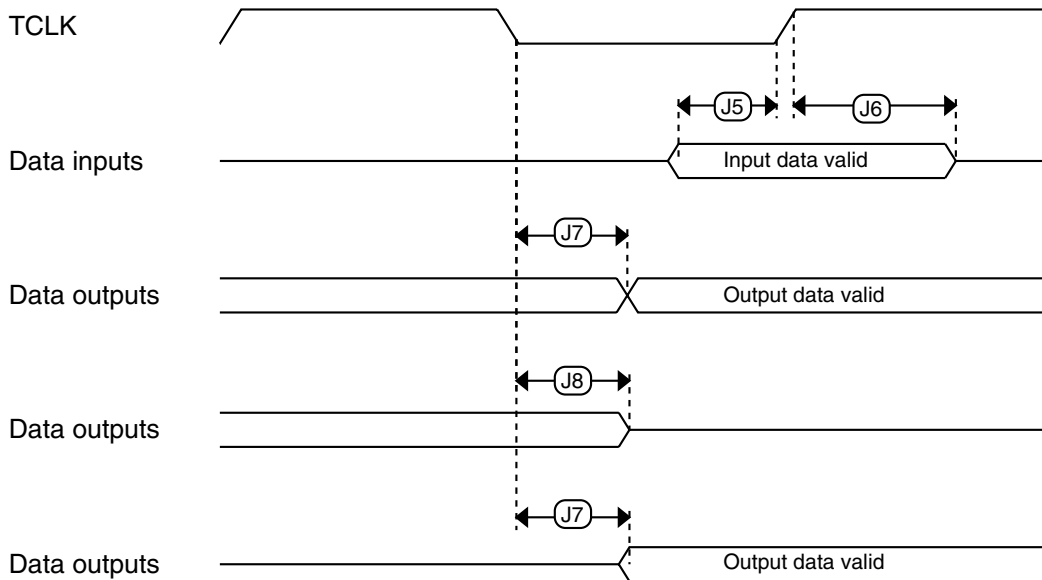 TCLK
J5
J6
Data inputs
Input data valid
J7
Data outputs
Output data valid
J8
Data outputs
J7
Data outputs
Output data valid